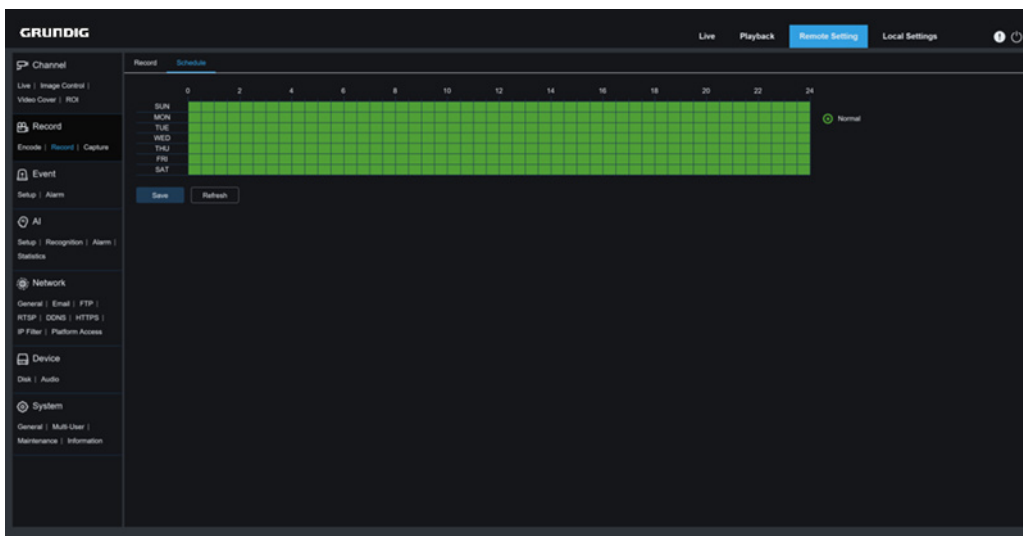 GRUNDIG
Live Playback Remote Setting Local Settings
Channel
Live | Image Control |
Video Cover | ROI
Record
Encode | Record | Capture
Event
Setup | Alarm
AI
Setup | Recognition | Alarm |
Statistics
Network
General | Email | FTP |
RTSP | DDNS | HTTPS |
IP Filter | Platform Access
Device
Disk | Audio
System
General | Multi-User |
Maintenance | Information
Record Schedule
0 2 4 6 8 10 12 14 16 18 20 22 24
SUN
MON
TUE
WED
THU
FRI
SAT
Normal
Save Refresh